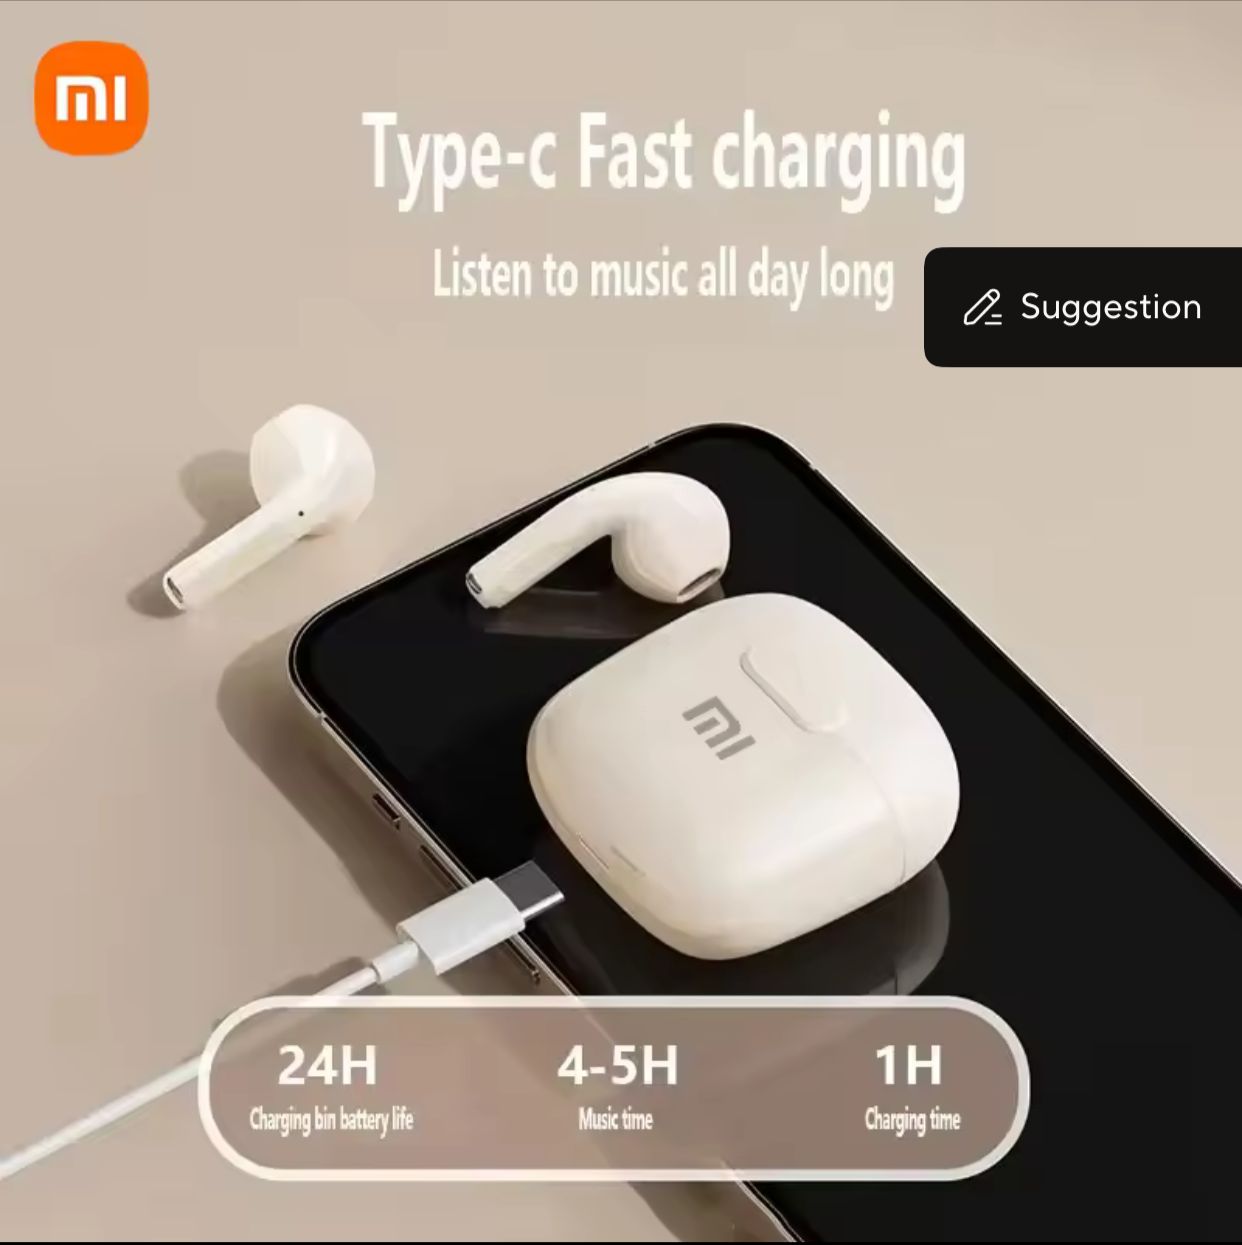 mi
Type-c Fast charging
Listen to music all day long
Suggestion
mi
24H
4-5H
1H
Charging bin battery life
Music time
Charging time